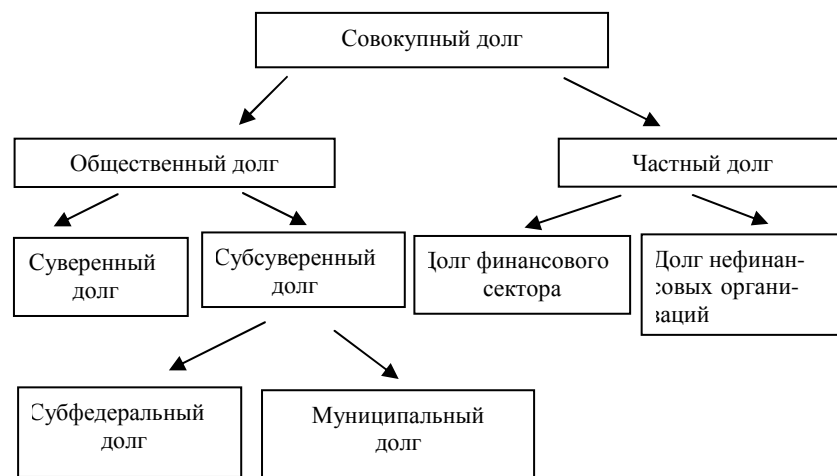 Совокупный долг
Общественный долг
Частный долг
Суверенный
долг
Субсуверенный
долг
Долг финансового
сектора
Долг нефинан-
совых органи-
заций
Субфедеральный
долг
Муниципальный
долг